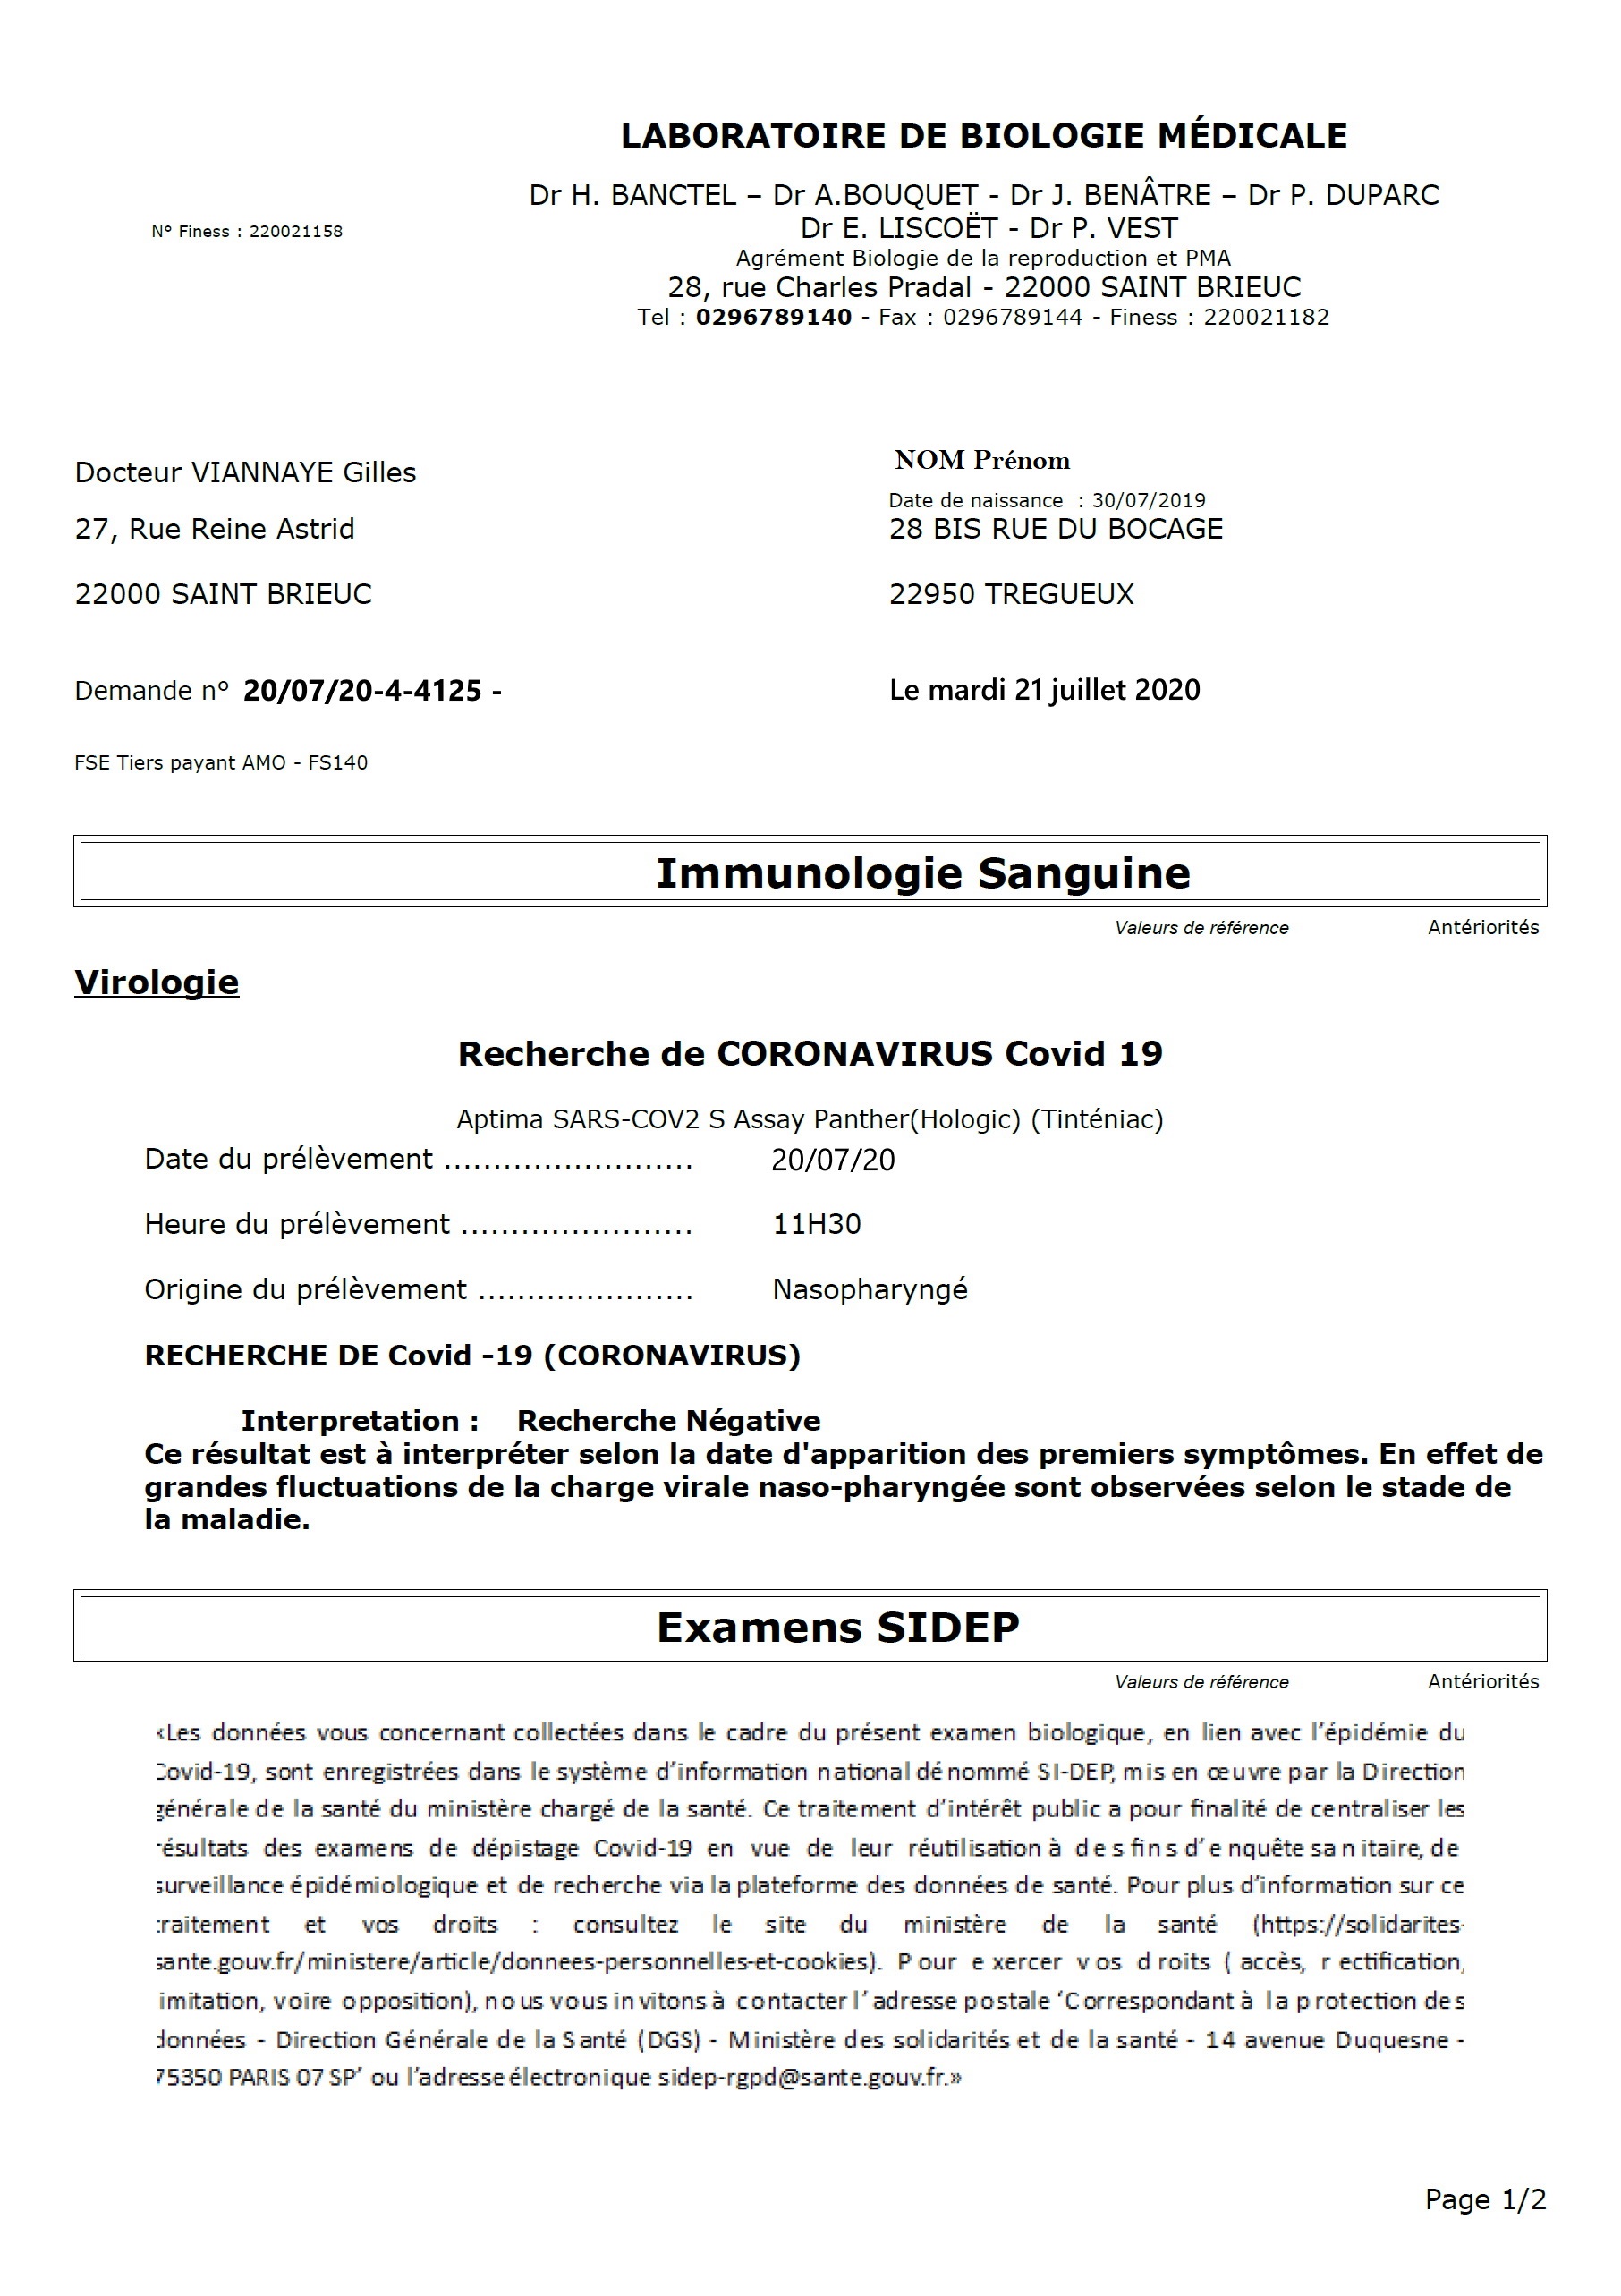 LABORATOIRE DE BIOLOGIE MÉDICALE
Dr H. BANCTEL – Dr A.BOUQUET - Dr J. BENÂTRE – Dr P. DUPARC
N° Finess : 220021158
Dr E. LISCOËT - Dr P. VEST
Agrément Biologie de la reproduction et PMA
28, rue Charles Pradal - 22000 SAINT BRIEUC
Tel : 0296789140 - Fax : 0296789144 - Finess : 220021182
Docteur VIANNAYE Gilles
27, Rue Reine Astrid
22000 SAINT BRIEUC
NOM Prénom
Date de naissance : 30/07/2019
28 BIS RUE DU BOCAGE
22950 TREGUEUX
Demande n° 20/07/20-4-4125 -
Le mardi 21 juillet 2020
FSE Tiers payant AMO - FS140
Immunologie Sanguine
Valeurs de référence Antériorités
Virologie
Recherche de CORONAVIRUS Covid 19
Aptima SARS-COV2 S Assay Panther(Hologic) (Tinténiac)
Date du prélèvement ......................... 20/07/20
Heure du prélèvement ........................ 11H30
Origine du prélèvement ...................... Nasopharyngé
RECHERCHE DE Covid -19 (CORONAVIRUS)
Interpretation : Recherche Négative
Ce résultat est à interpréter selon la date d'apparition des premiers symptômes. En effet de
grandes fluctuations de la charge virale naso-pharyngée sont observées selon le stade de
la maladie.
Examens SIDEP
Valeurs de référence Antériorités
«Les données vous concernant collectées dans le cadre du présent examen biologique, en lien avec l’épidémie du
Covid-19, sont enregistrées dans le système d’information national dénommé SI-DEP, mis en œuvre par la Direction
générale de la santé du ministère chargé de la santé. Ce traitement d’intérêt public a pour finalité de centraliser les
résultats des examens de dépistage Covid-19 en vue de leur réutilisation à des fins d’enquête sanitaire, de
surveillance épidémiologique et de recherche via la plateforme des données de santé. Pour plus d’information sur ce
traitement et vos droits : consultez le site du ministère de la santé (https://solidarites-
sante.gouv.fr/ministere/article/donnees-personnelles-et-cookies). Pour exercer vos droits (accès, rectification,
limitation, voire opposition), nous vous invitons à contacter l’adresse postale ‘Correspondant à la protection des
données - Direction Générale de la Santé (DGS) - Ministère des solidarités et de la santé - 14 avenue Duquesne -
75350 PARIS 07 SP’ ou l’adresse électronique sidep-rgpd@sante.gouv.fr.»
Page 1/2